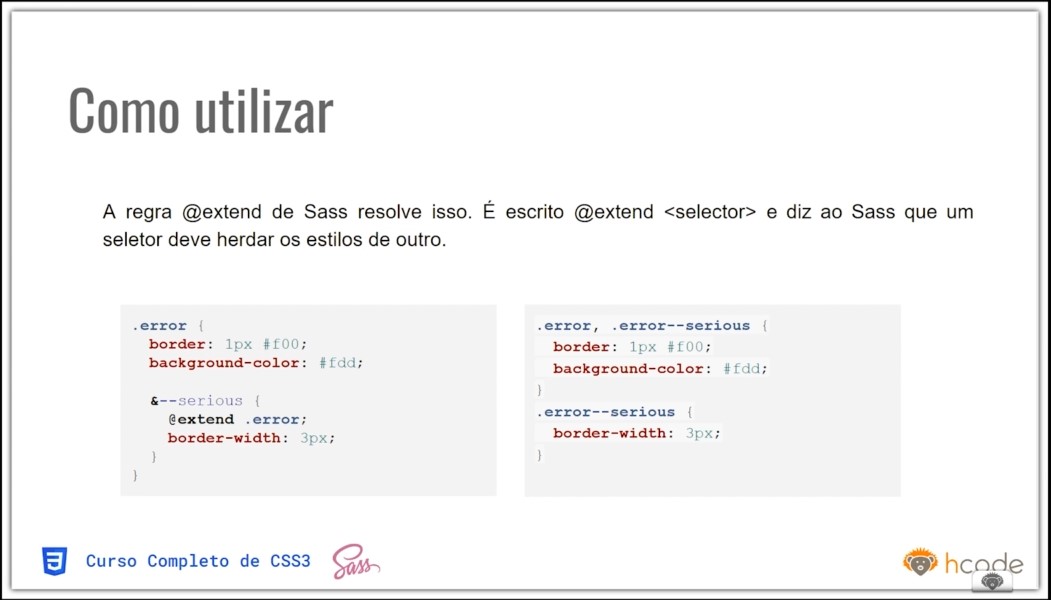 Como utilizar
A regra @extend de Sass resolve isso. É escrito @extend <selector> e diz ao Sass que um
seletor deve herdar os estilos de outro.
.error {
  border: 1px #f00;
  background-color: #fdd;

  &--serious {
    @extend .error;
    border-width: 3px;
  }
}
.error, .error--serious {
  border: 1px #f00;
  background-color: #fdd;
}
.error--serious {
  border-width: 3px;
}
Curso Completo de CSS3
Sass
hcode